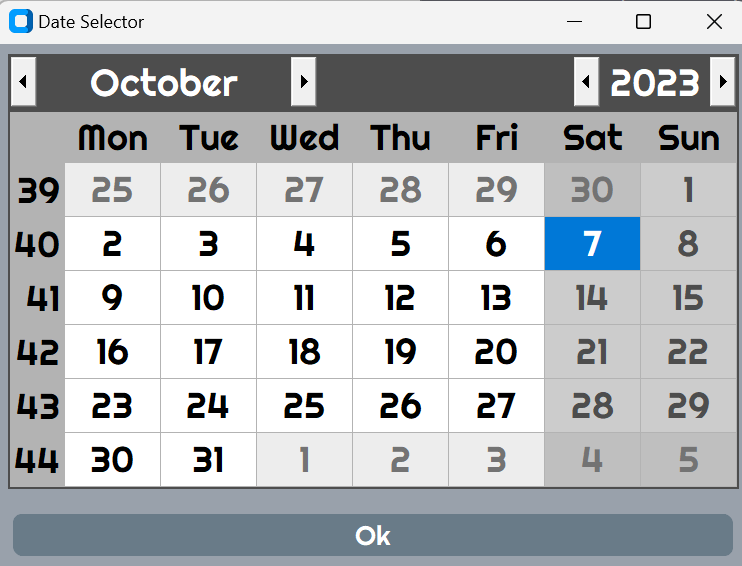 Date Selector
October 2023
Mon Tue Wed Thu Fri Sat Sun
39 25 26 27 28 29 30 1
40 2 3 4 5 6 7 8
41 9 10 11 12 13 14 15
42 16 17 18 19 20 21 22
43 23 24 25 26 27 28 29
44 30 31 1 2 3 4 5
Ok